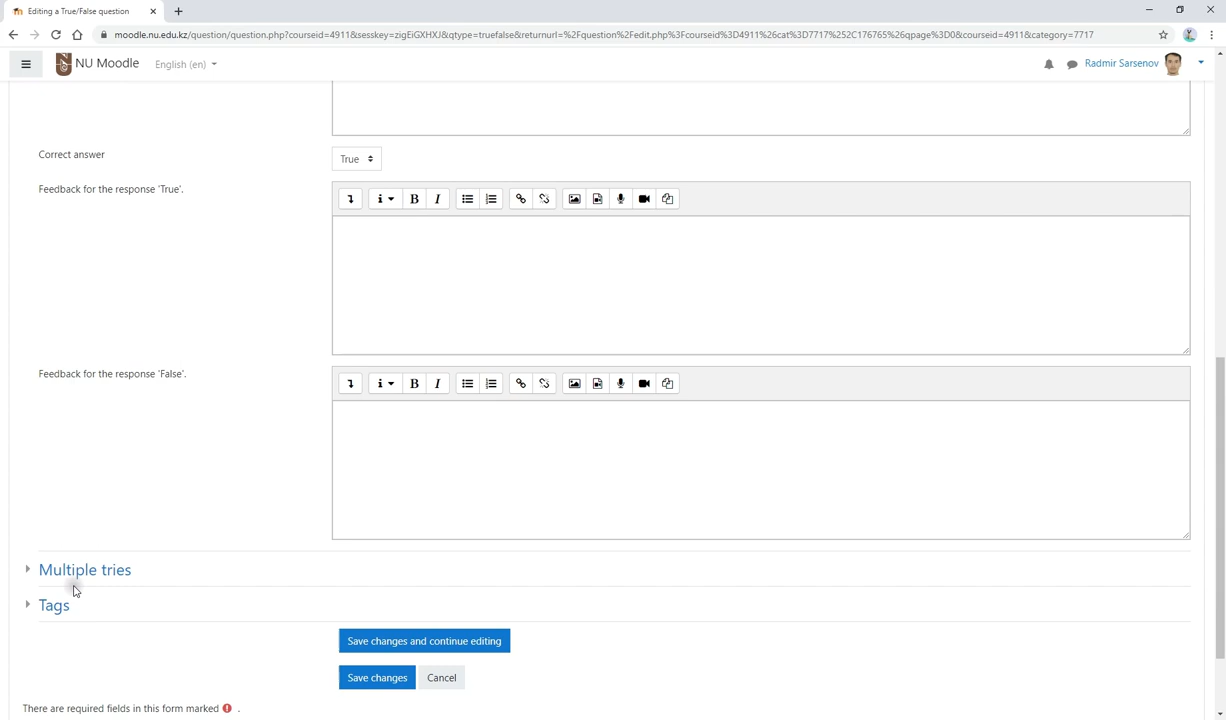 Editing a True/False question
moodle.nu.edu.kz/question/question.php?courseid=4911&sesskey=zigEiGXHXJ&qtype=truefalse&returnurl=%2Fquestion%2Fedit.php%3Fcourseid%3D4911%26cat%3D7717%252C176765%26qpage%3D0&courseid=4911&category=7717
NU Moodle English (en) Radmir Sarsenov
Correct answer True
Feedback for the response 'True'.
i B I
Feedback for the response 'False'.
i B I
Multiple tries
Tags
Save changes and continue editing
Save changes Cancel
There are required fields in this form marked .